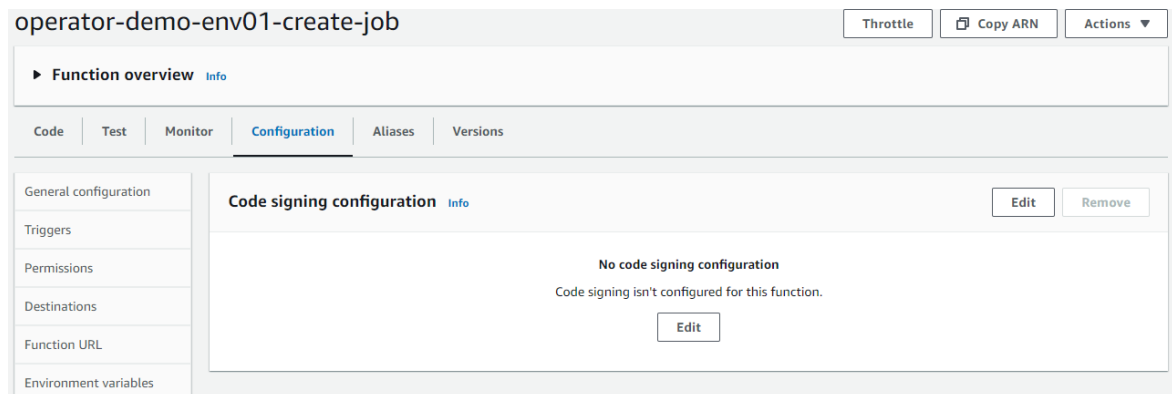 operator-demo-env01-create-job
Throttle
Copy ARN
Actions
Function overview Info
Code
Test
Monitor
Configuration
Aliases
Versions
General configuration
Triggers
Permissions
Destinations
Function URL
Environment variables
Code signing configuration Info
Edit
Remove
No code signing configuration
Code signing isn't configured for this function.
Edit